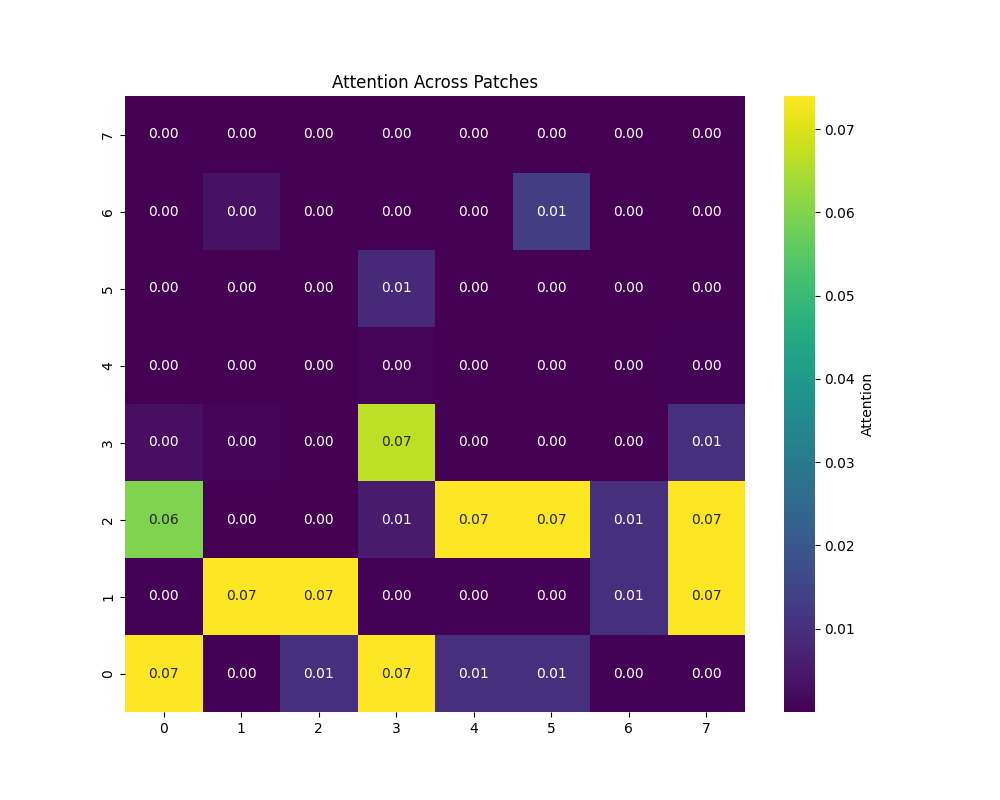 Attention Across Patches
7 0.00 0.00 0.00 0.00 0.00 0.00 0.00 0.00
6 0.00 0.00 0.00 0.00 0.00 0.01 0.00 0.00
5 0.00 0.00 0.00 0.01 0.00 0.00 0.00 0.00
4 0.00 0.00 0.00 0.00 0.00 0.00 0.00 0.00
3 0.00 0.00 0.00 0.07 0.00 0.00 0.00 0.01
2 0.06 0.00 0.00 0.01 0.07 0.07 0.01 0.07
1 0.00 0.07 0.07 0.00 0.00 0.00 0.01 0.07
0 0.07 0.00 0.01 0.07 0.01 0.01 0.00 0.00
0 1 2 3 4 5 6 7
0.07
0.06
0.05
0.04
0.03
0.02
0.01
Attention